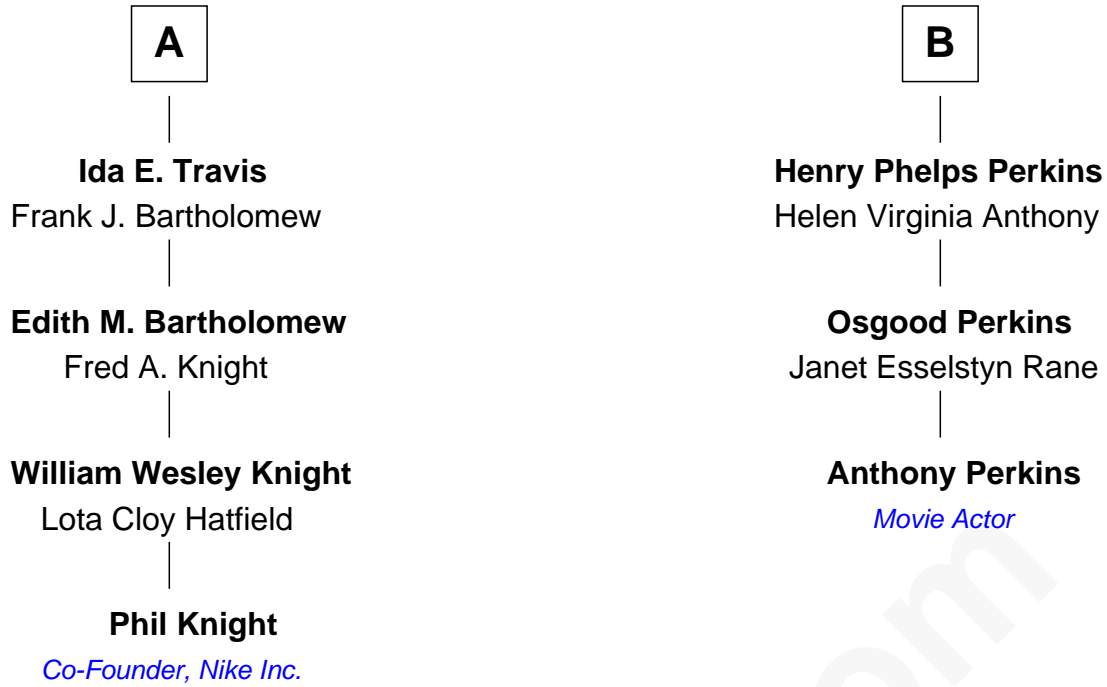 A
Ida E. Travis
Frank J. Bartholomew
Edith M. Bartholomew
Fred A. Knight
William Wesley Knight
Lota Cloy Hatfield
Phil Knight
Co-Founder, Nike Inc.
B
Henry Phelps Perkins
Helen Virginia Anthony
Osgood Perkins
Janet Esselstyn Rane
Anthony Perkins
Movie Actor
om